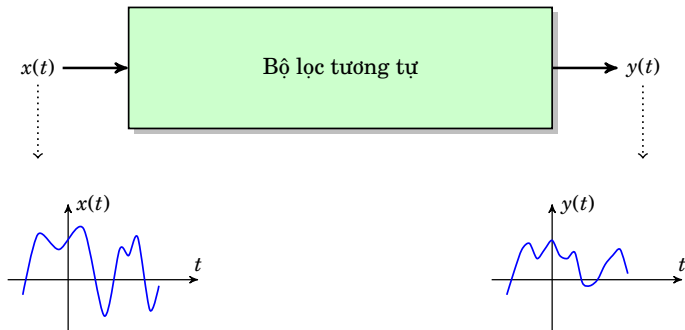 x(t)
Bộ lọc tương tự
y(t)
x(t)
t
y(t)
t